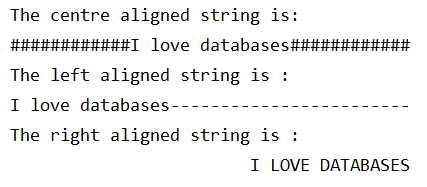 The centre aligned string is:
############I love databases############
The left aligned string is :
I love databases------------------------
The right aligned string is :
                        I LOVE DATABASES